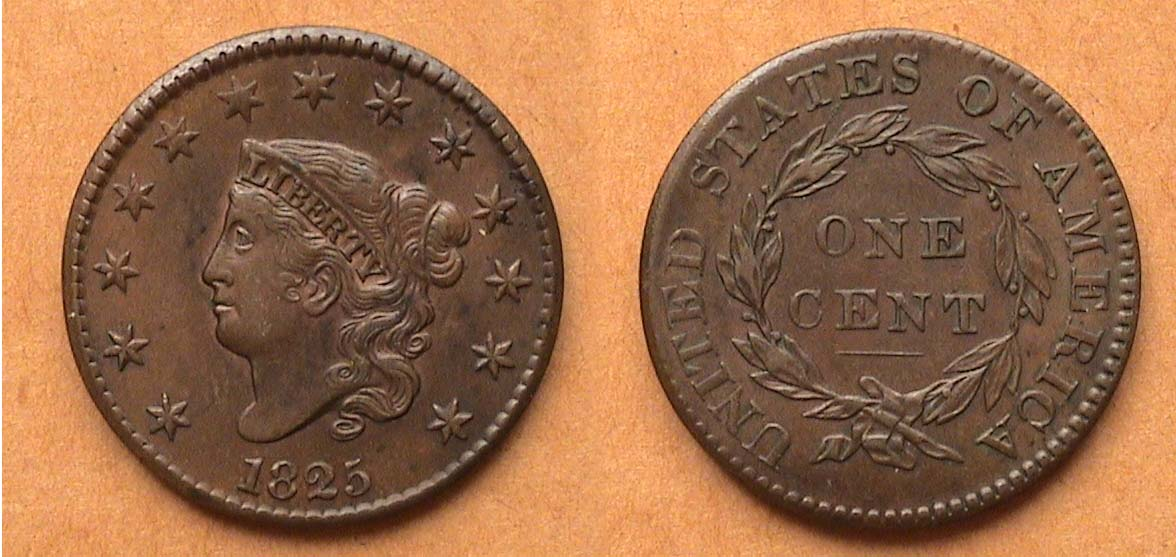 LIBERTY
1825
UNITED STATES OF AMERICA
ONE
CENT